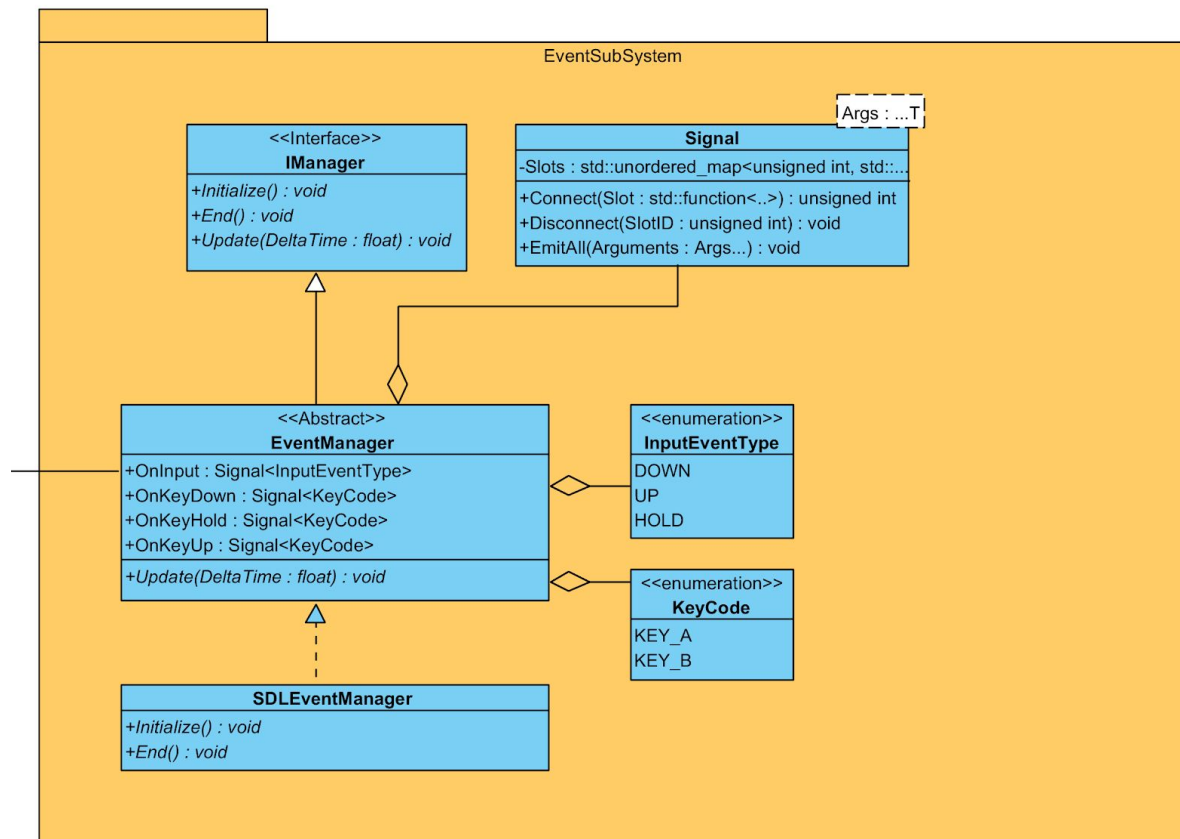 EventSubSystem
<<Interface>>
IManager
+Initialize() : void
+End() : void
+Update(DeltaTime : float) : void
Args : ...T
Signal
-Slots : std::unordered_map<unsigned int, std::...
+Connect(Slot : std::function<..>) : unsigned int
+Disconnect(SlotID : unsigned int) : void
+EmitAll(Arguments : Args...) : void
<<Abstract>>
EventManager
+OnInput : Signal<InputEventType>
+OnKeyDown : Signal<KeyCode>
+OnKeyHold : Signal<KeyCode>
+OnKeyUp : Signal<KeyCode>
+Update(DeltaTime : float) : void
<<enumeration>>
InputEventType
DOWN
UP
HOLD
<<enumeration>>
KeyCode
KEY_A
KEY_B
SDLEventManager
+Initialize() : void
+End() : void